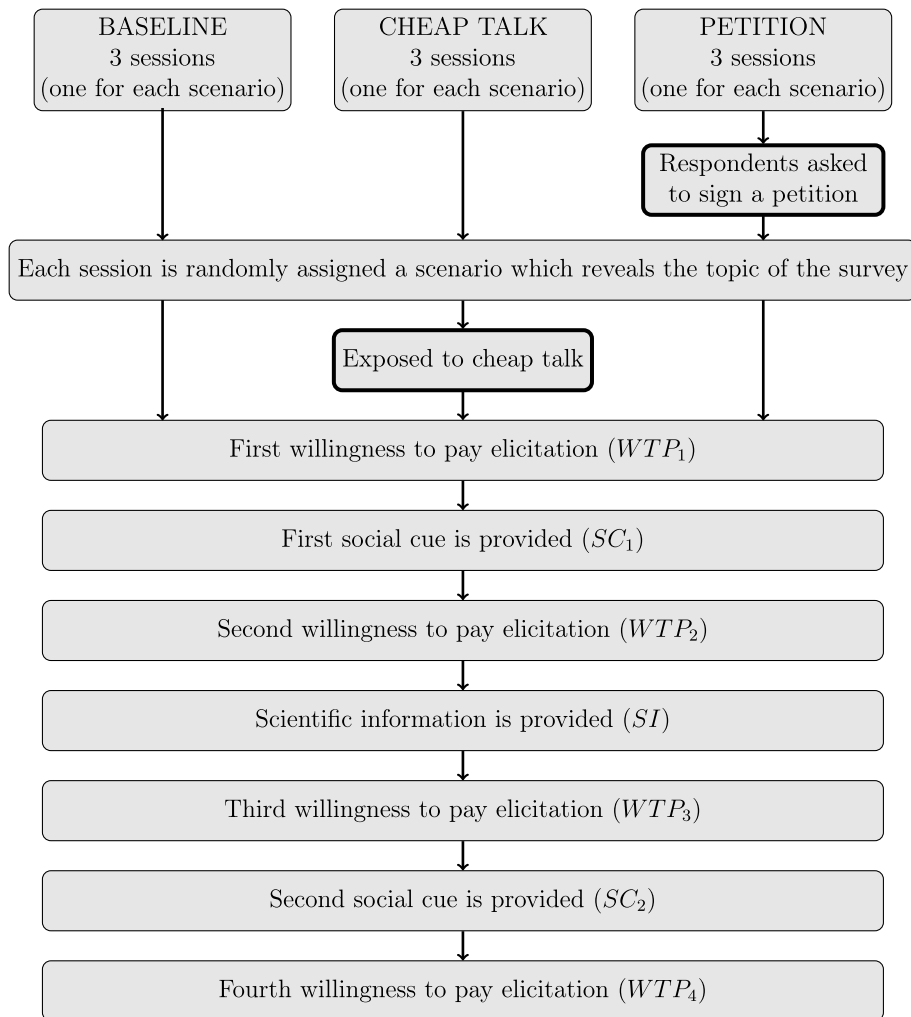 BASELINE
3 sessions
(one for each scenario)
CHEAP TALK
3 sessions
(one for each scenario)
PETITION
3 sessions
(one for each scenario)
Respondents asked
to sign a petition
Each session is randomly assigned a scenario which reveals the topic of the survey
Exposed to cheap talk
First willingness to pay elicitation (WTP₁)
First social cue is provided (SC₁)
Second willingness to pay elicitation (WTP₂)
Scientific information is provided (SI)
Third willingness to pay elicitation (WTP₃)
Second social cue is provided (SC₂)
Fourth willingness to pay elicitation (WTP₄)